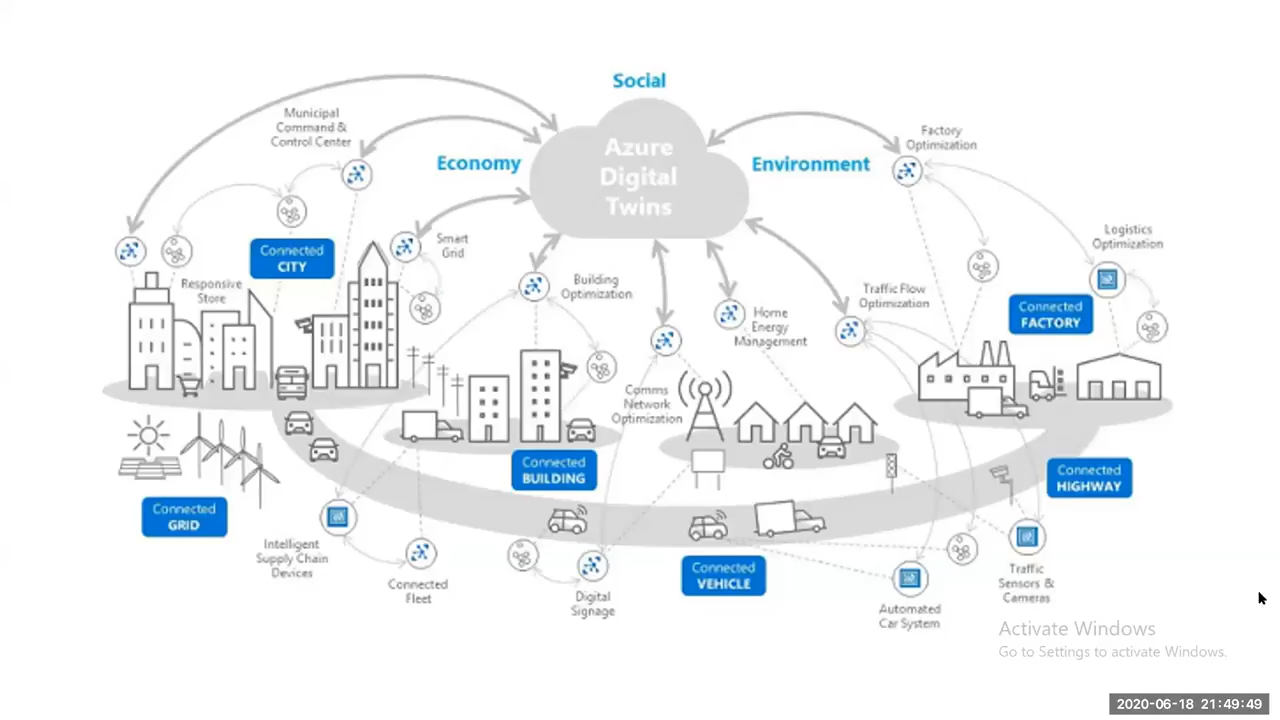 Social
Municipal
Command &
Control Center
Factory
Optimization
Economy
Azure
Digital
Twins
Environment
Connected
CITY
Smart
Grid
Logistics
Optimization
Responsive
Store
Building
Optimization
Traffic Flow
Optimization
Home
Energy
Management
Connected
FACTORY
Comms
Network
Optimization
Connected
BUILDING
Connected
HIGHWAY
Connected
GRID
Intelligent
Supply Chain
Devices
Connected
Fleet
Digital
Signage
Connected
VEHICLE
Automated
Car System
Traffic
Sensors &
Cameras
Activate Windows
Go to Settings to activate Windows.
2020-06-18 21:49:49